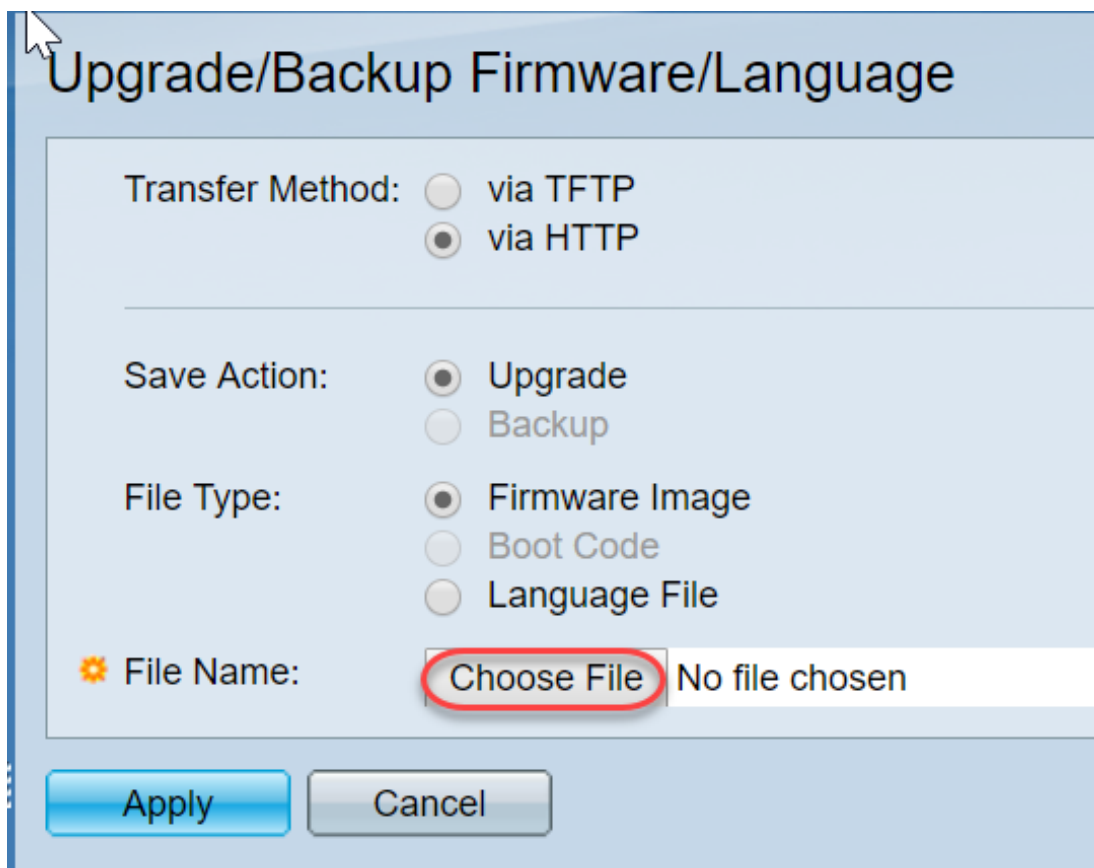 Upgrade/Backup Firmware/Language
Transfer Method: via TFTP
via HTTP
Save Action: Upgrade
Backup
File Type: Firmware Image
Boot Code
Language File
File Name: Choose File No file chosen
Apply Cancel